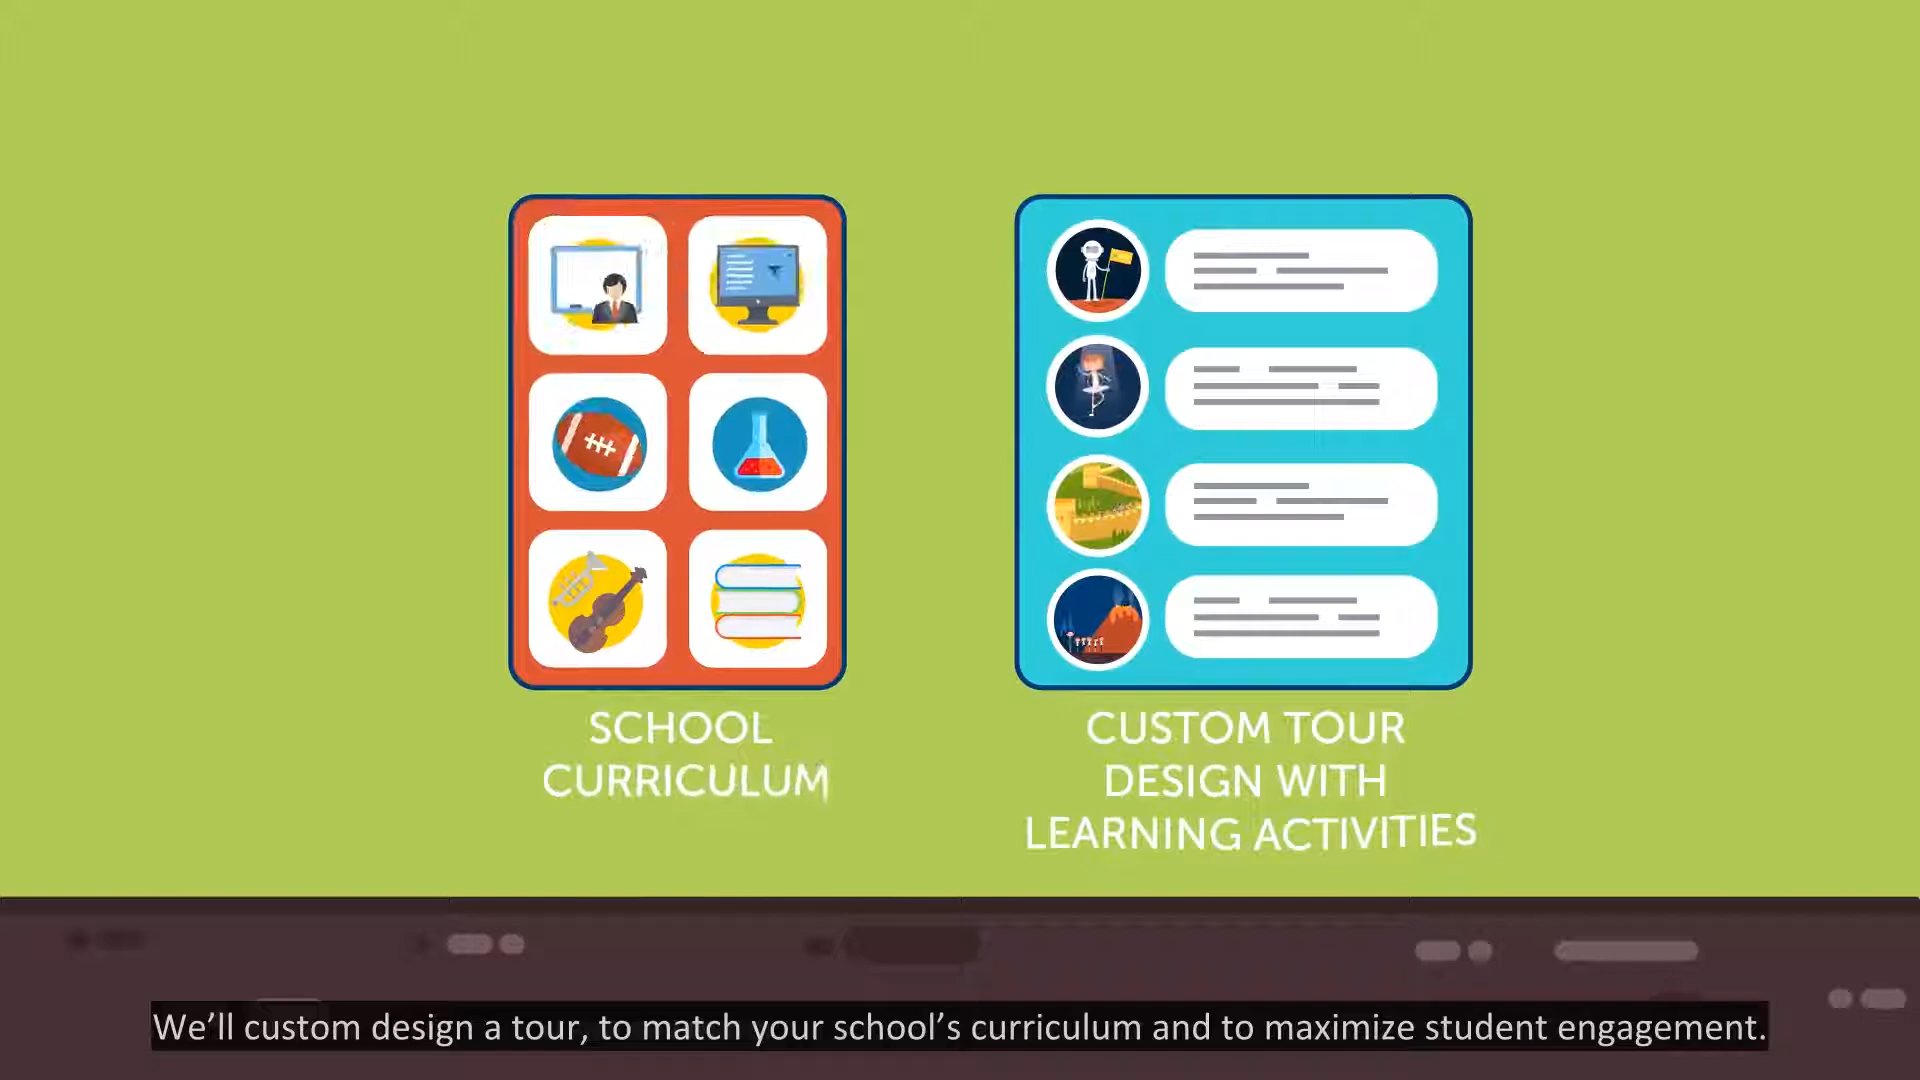 SCHOOL
CURRICULUM
CUSTOM TOUR
DESIGN WITH
LEARNING ACTIVITIES
We’ll custom design a tour, to match your school’s curriculum and to maximize student engagement.